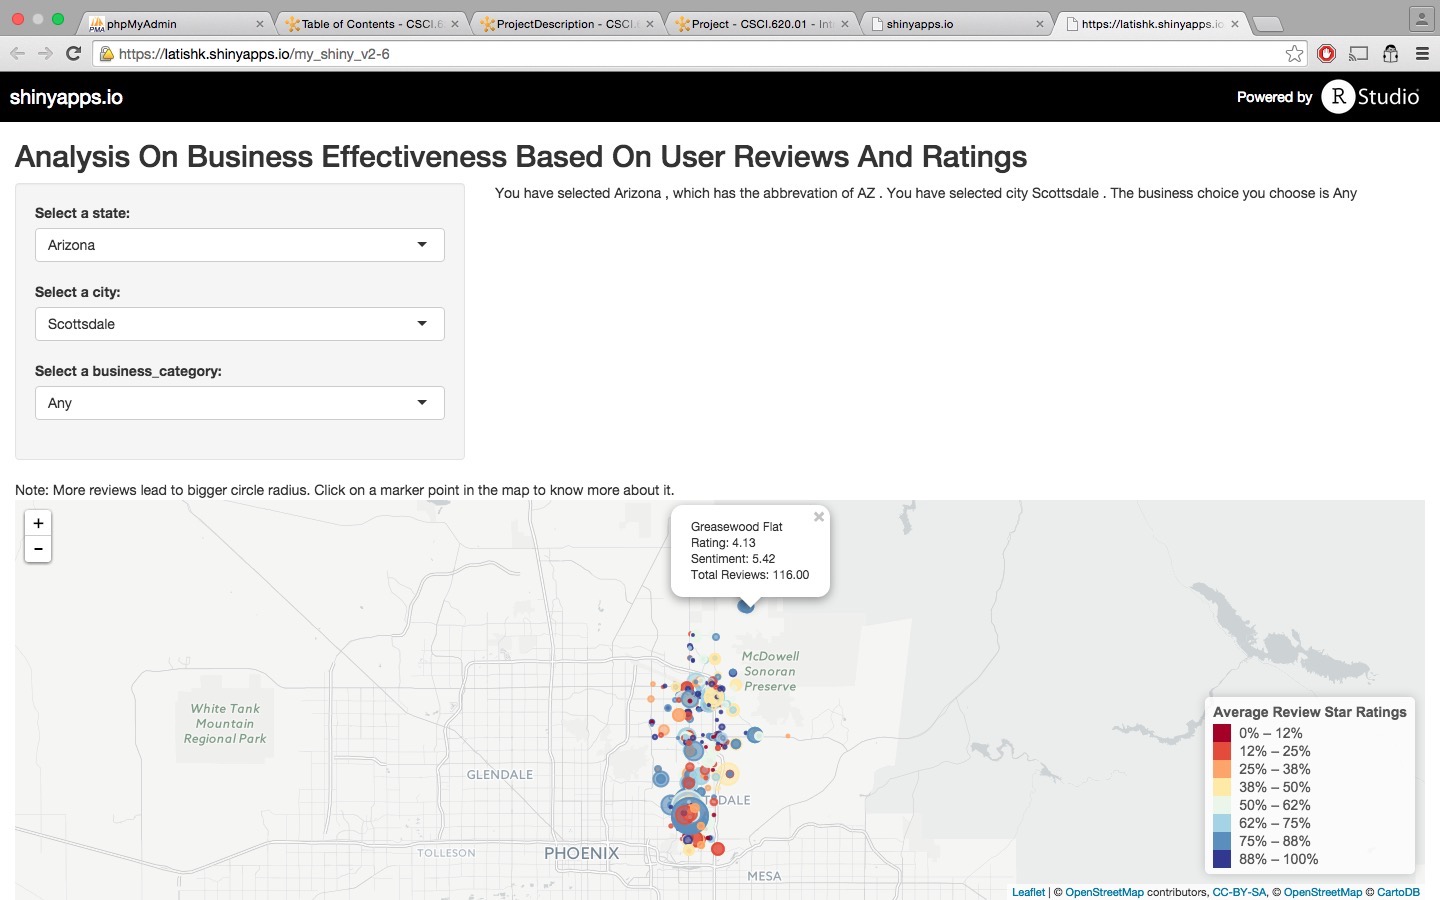 phpMyAdmin
Table of Contents - CSCI.6
ProjectDescription - CSCI.
Project - CSCI.620.01 - Int
shinyapps.io
https://latishk.shinyapps.io
https://latishk.shinyapps.io/my_shiny_v2-6
shinyapps.io
Powered by R Studio
Analysis On Business Effectiveness Based On User Reviews And Ratings
Select a state:
Arizona
Select a city:
Scottsdale
Select a business_category:
Any
You have selected Arizona , which has the abbrevation of AZ . You have selected city Scottsdale . The business choice you choose is Any
Note: More reviews lead to bigger circle radius. Click on a marker point in the map to know more about it.
+
-
Greasewood Flat
Rating: 4.13
Sentiment: 5.42
Total Reviews: 116.00
McDowell
Sonoran
Preserve
White Tank
Mountain
Regional Park
GLENDALE
TSDALE
TOLLESON
PHOENIX
MESA
Average Review Star Ratings
0% – 12%
12% – 25%
25% – 38%
38% – 50%
50% – 62%
62% – 75%
75% – 88%
88% – 100%
Leaflet | © OpenStreetMap contributors, CC-BY-SA, © OpenStreetMap © CartoDB